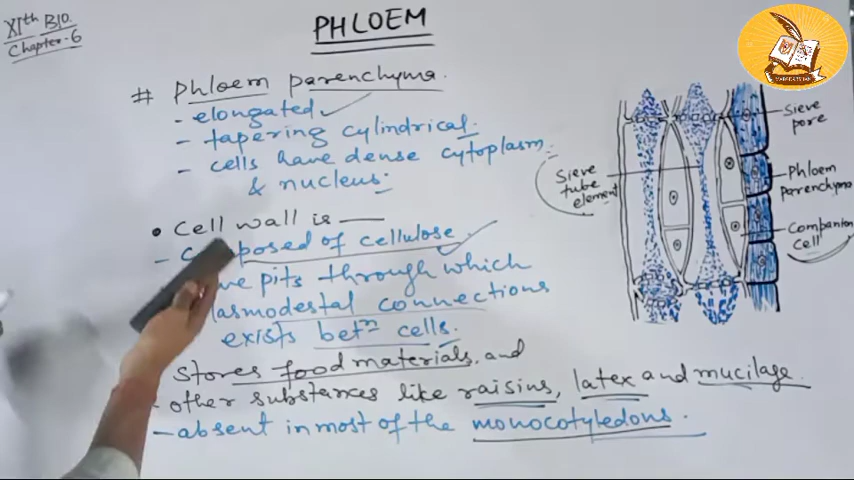 XIth BIO.
Chapter-6
PHLOEM
# Phloem parenchyma.
- elongated
- tapering cylindrical.
- cells have dense cytoplasm
& nucleus.
• Cell wall is —
- posed of cellulose.
pits through which
connections
exists betn cells.
Stores food materials, and
other substances like raisins, latex and mucilage.
- absent in most of the monocotyledons.
Sieve
pore
Sieve
tube
element
Phloem
parenchyma
Companion
cell